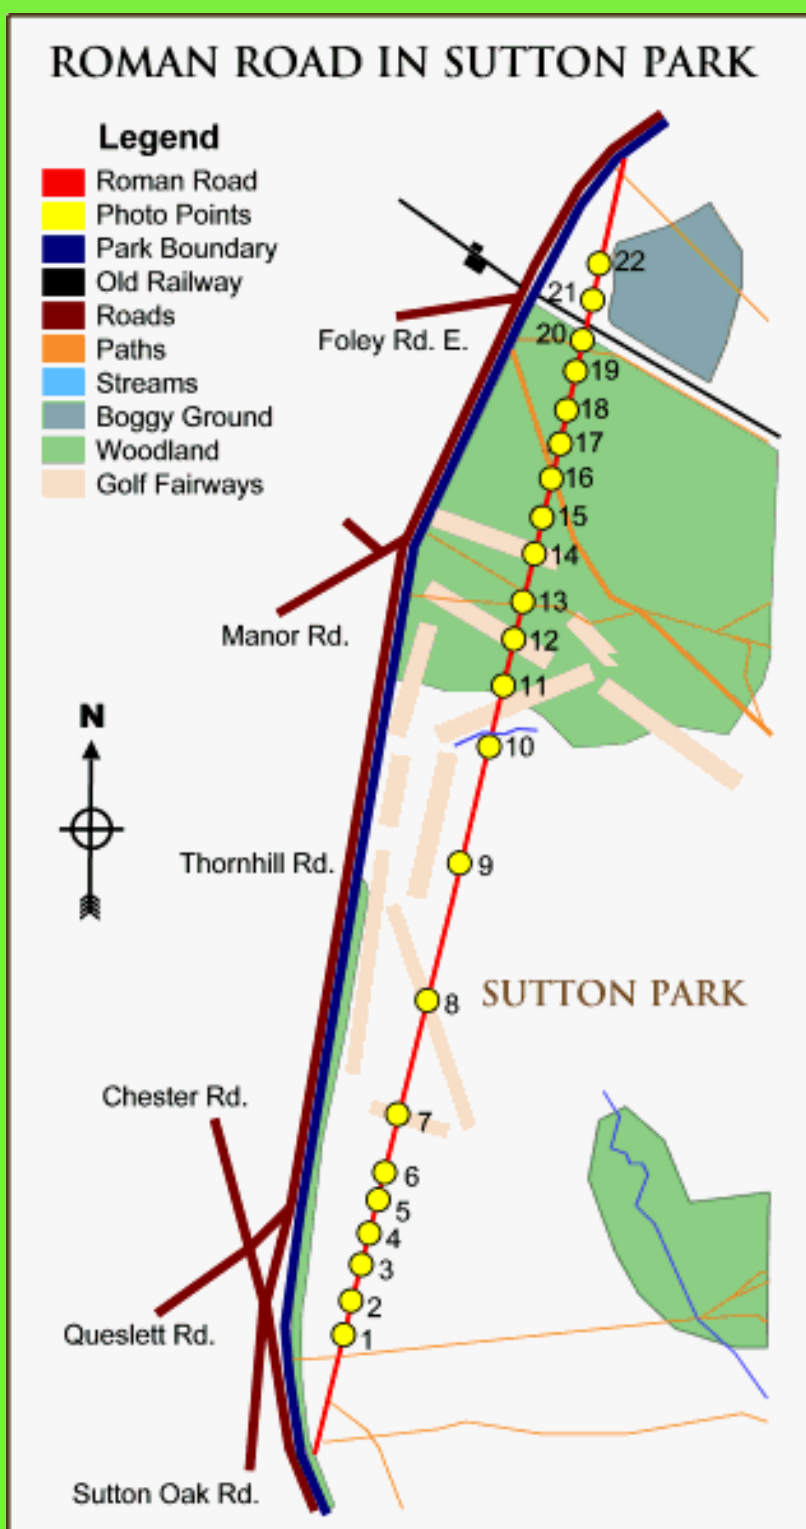 ROMAN ROAD IN SUTTON PARK
Legend
Roman Road
Photo Points
Park Boundary
Old Railway
Roads
Paths
Streams
Boggy Ground
Woodland
Golf Fairways
22
21
Foley Rd. E.
20
19
18
17
16
15
14
13
Manor Rd.
12
11
N
10
Thornhill Rd.
9
8
SUTTON PARK
Chester Rd.
7
6
5
4
3
2
Queslett Rd.
1
Sutton Oak Rd.